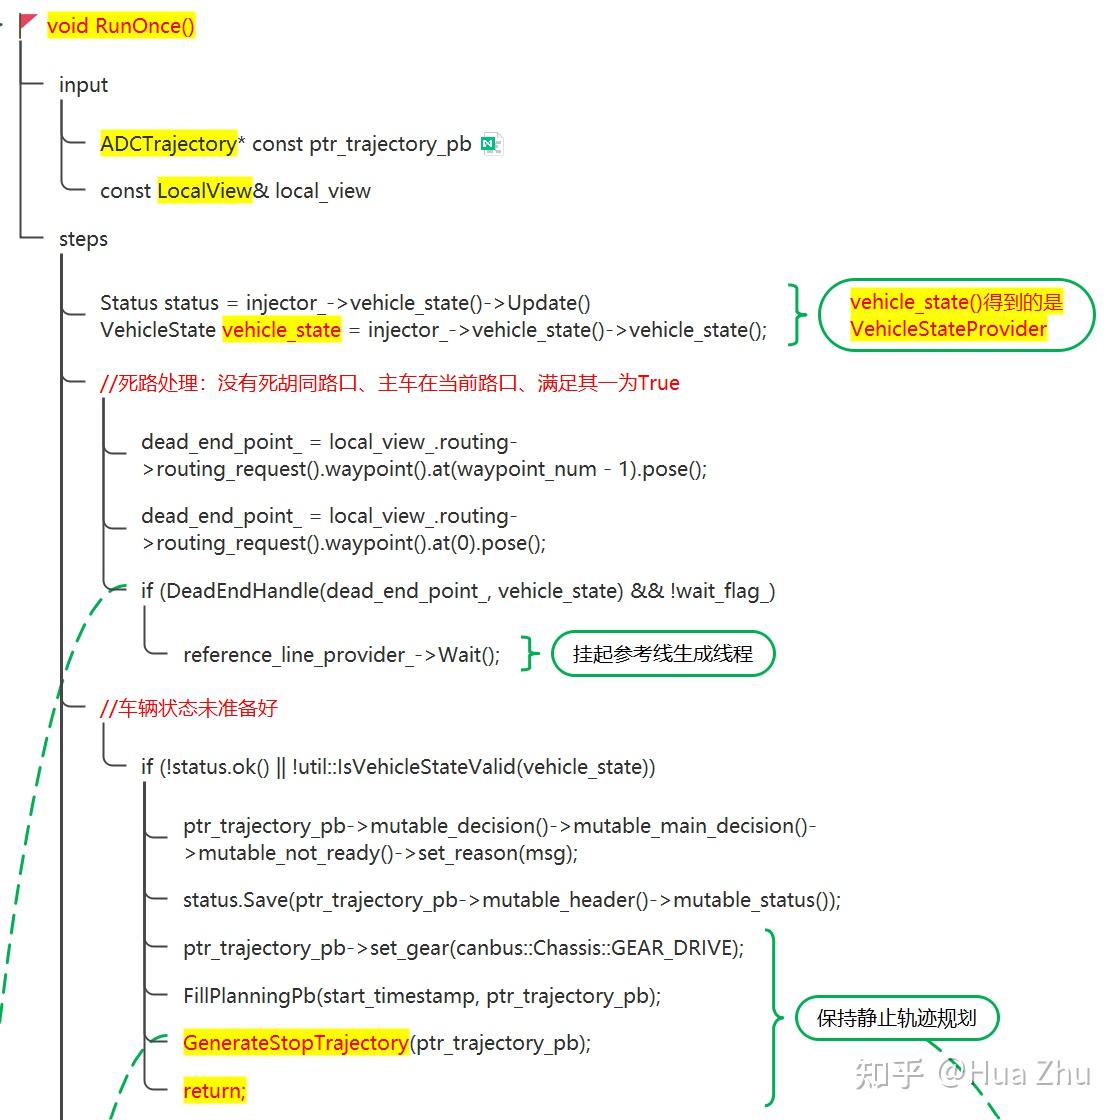 void RunOnce()
input
ADCTrajectory* const ptr_trajectory_pb
N
const LocalView& local_view
steps
Status status = injector_->vehicle_state()->Update()
VehicleState vehicle_state = injector_->vehicle_state()->vehicle_state();
vehicle_state()得到的是
VehicleStateProvider
//死路处理：没有死胡同路口、主车在当前路口、满足其一为True
dead_end_point_ = local_view_.routing-
>routing_request().waypoint().at(waypoint_num - 1).pose();
dead_end_point_ = local_view_.routing-
>routing_request().waypoint().at(0).pose();
if (DeadEndHandle(dead_end_point_, vehicle_state) && !wait_flag_)
reference_line_provider_->Wait();
挂起参考线生成线程
//车辆状态未准备好
if (!status.ok() || !util::IsVehicleStateValid(vehicle_state))
ptr_trajectory_pb->mutable_decision()->mutable_main_decision()-
>mutable_not_ready()->set_reason(msg);
status.Save(ptr_trajectory_pb->mutable_header()->mutable_status());
ptr_trajectory_pb->set_gear(canbus::Chassis::GEAR_DRIVE);
FillPlanningPb(start_timestamp, ptr_trajectory_pb);
保持静止轨迹规划
GenerateStopTrajectory(ptr_trajectory_pb);
return;
知乎 @Hua Zhu